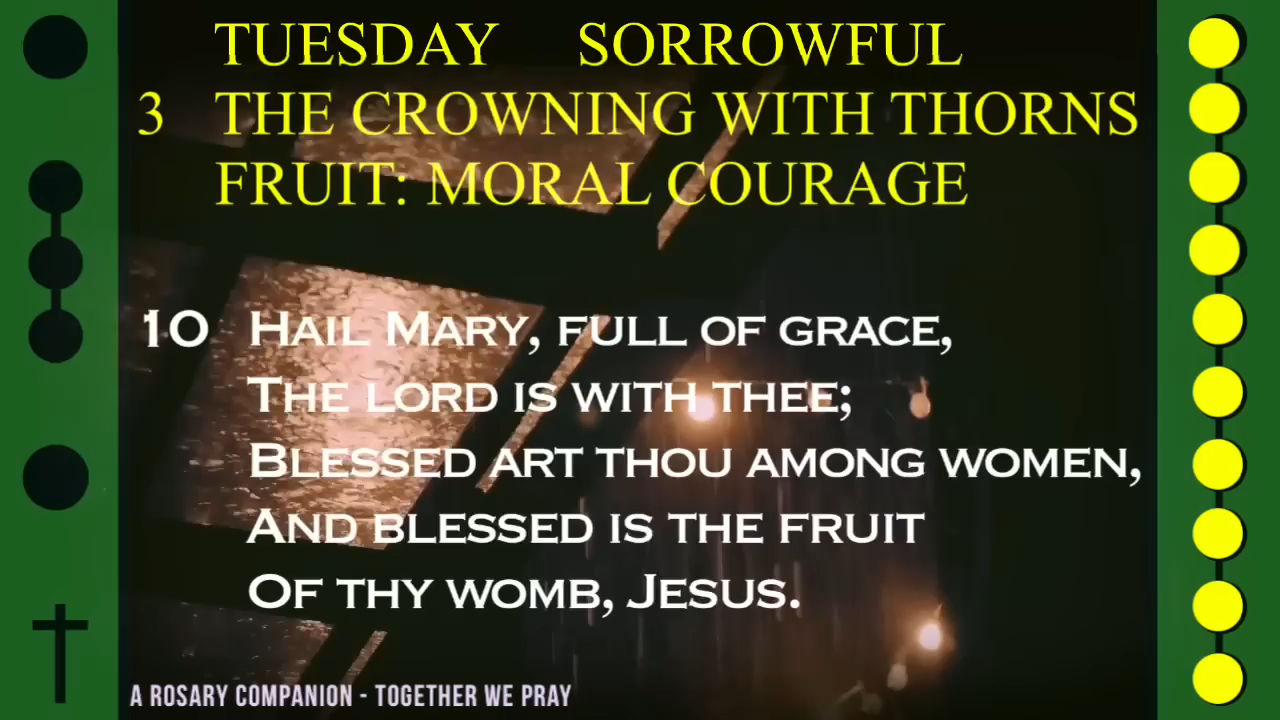 TUESDAY SORROWFUL
3 THE CROWNING WITH THORNS
FRUIT: MORAL COURAGE
10 HAIL MARY, FULL OF GRACE,
THE LORD IS WITH THEE;
BLESSED ART THOU AMONG WOMEN,
AND BLESSED IS THE FRUIT
OF THY WOMB, JESUS.
A ROSARY COMPANION - TOGETHER WE PRAY